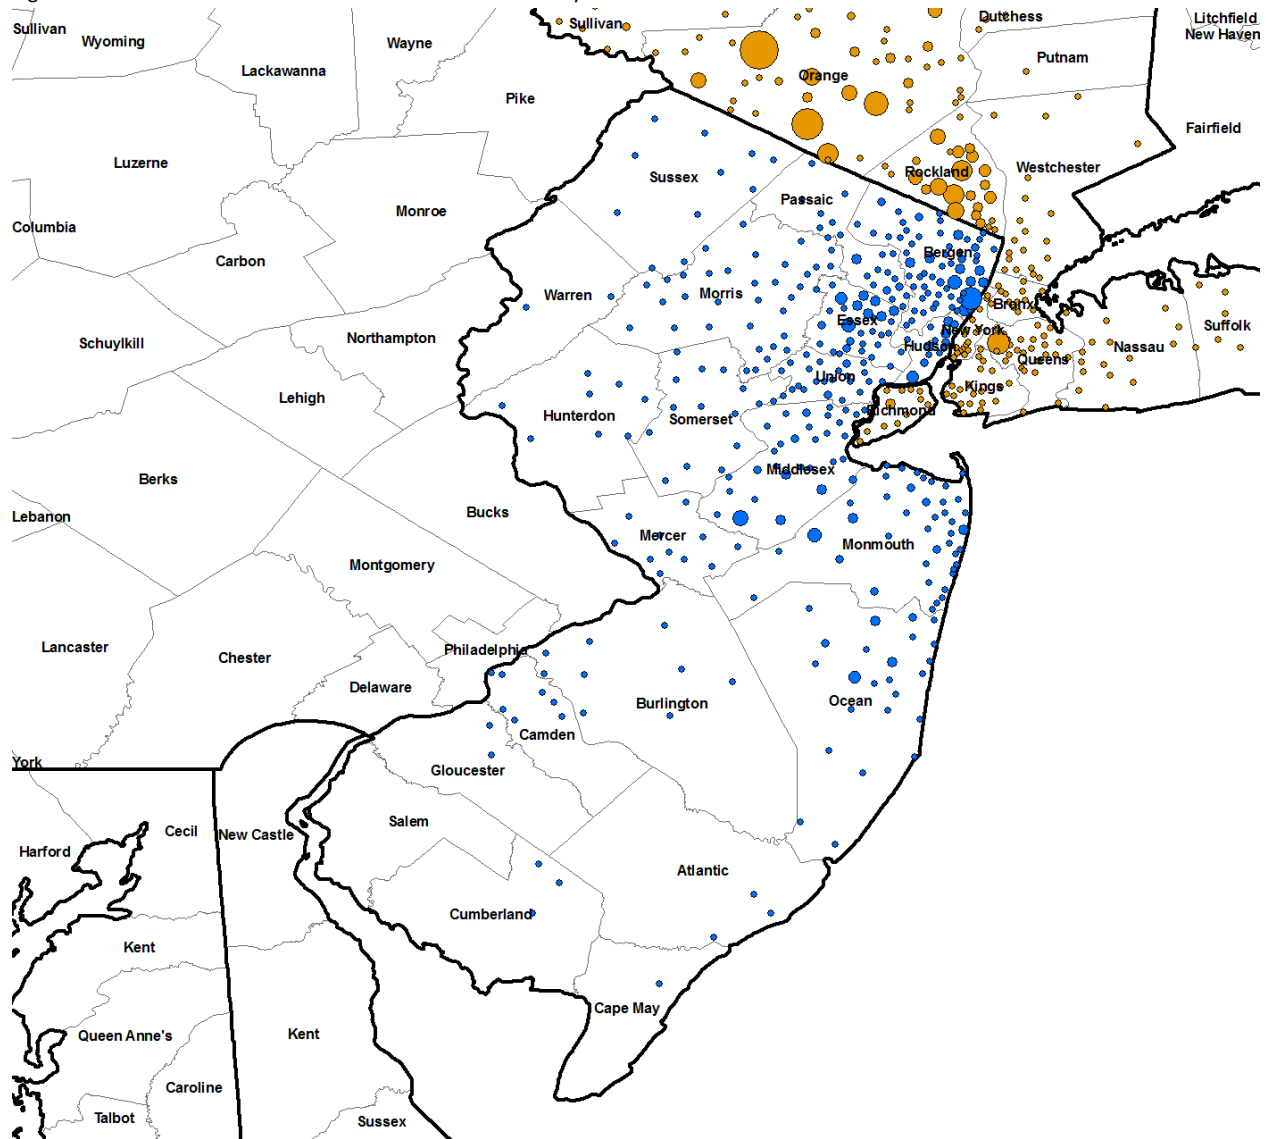 Sullivan
Wyoming
Wayne
Sullivan
Dutchess
Litchfield
New Haven
Lackawanna
Pike
Orange
Putnam
Fairfield
Luzerne
Sussex
Rockland
Westchester
Columbia
Monroe
Passaic
Carbon
Bergen
Warren
Morris
Bronx
Essex
New York
Suffolk
Schuylkill
Northampton
Hudson
Queens
Nassau
Lehigh
Union
Kings
Hunterdon
Somerset
Richmond
Berks
Middlesex
Lebanon
Bucks
Mercer
Monmouth
Montgomery
Lancaster
Chester
Philadelphia
Delaware
Burlington
Ocean
Camden
York
Gloucester
Salem
Cecil
New Castle
Harford
Atlantic
Cumberland
Kent
Cape May
Queen Anne's
Kent
Caroline
Talbot
Sussex